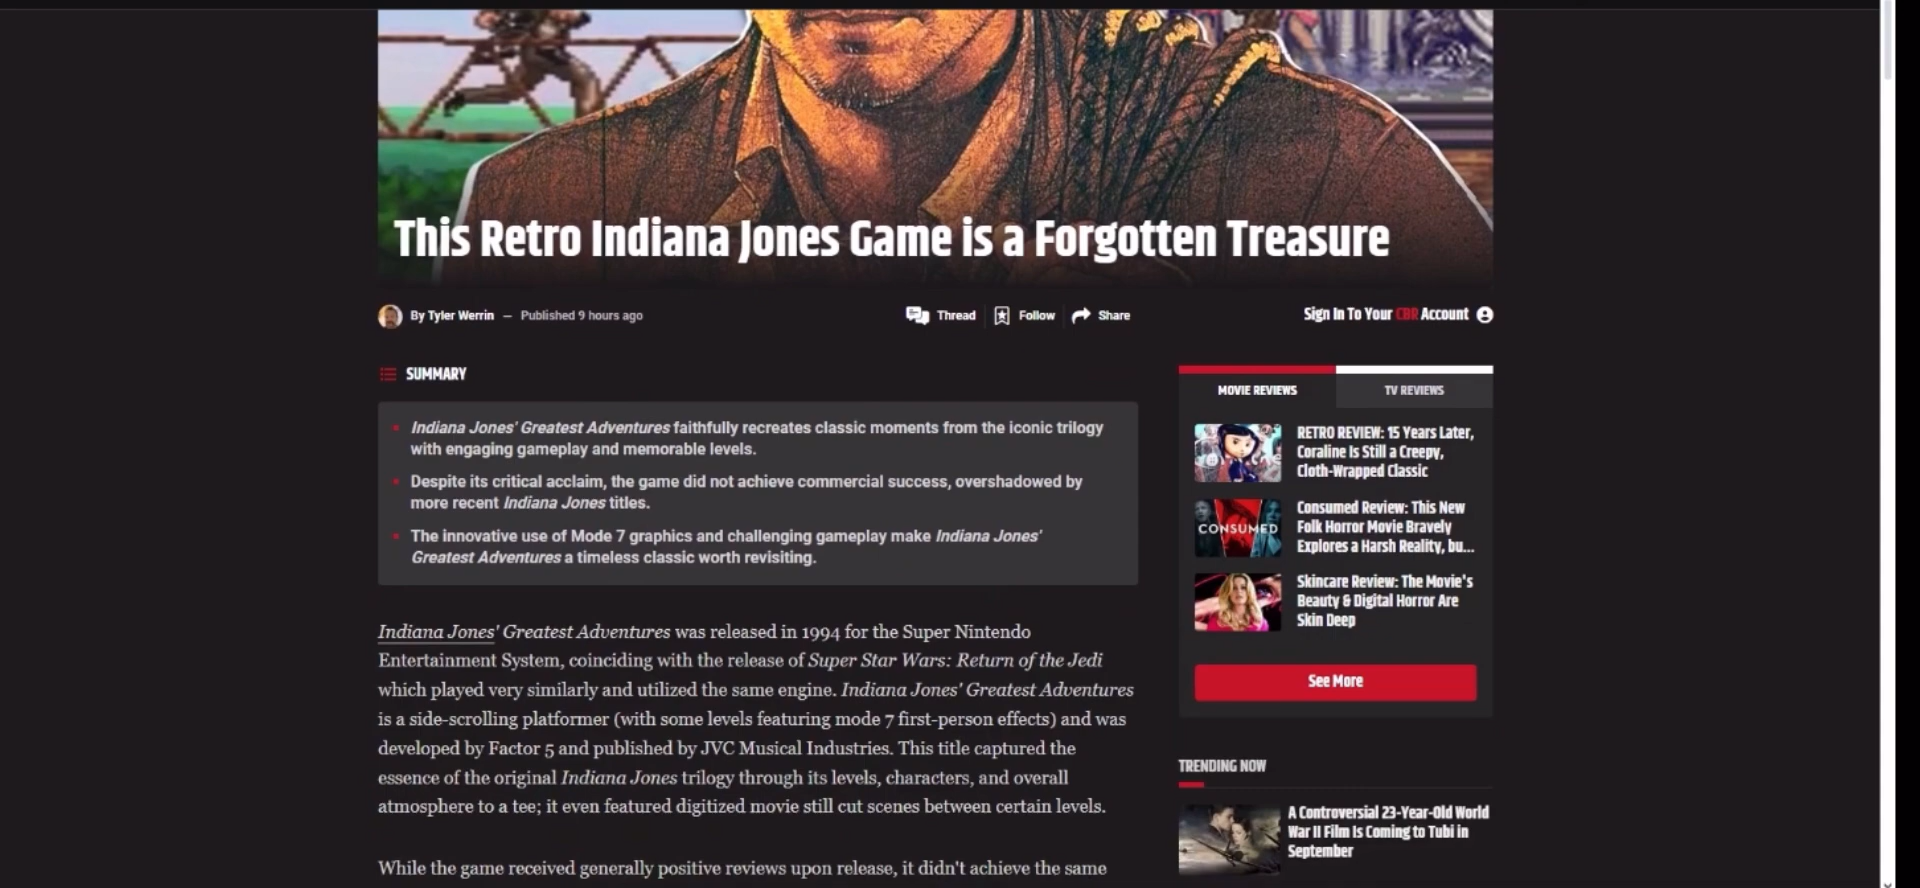 This Retro Indiana Jones Game is a Forgotten Treasure
By Tyler Werrin — Published 9 hours ago
Thread
Follow
Share
Sign In To Your CBR Account
SUMMARY
Indiana Jones' Greatest Adventures faithfully recreates classic moments from the iconic trilogy
with engaging gameplay and memorable levels.
Despite its critical acclaim, the game did not achieve commercial success, overshadowed by
more recent Indiana Jones titles.
The innovative use of Mode 7 graphics and challenging gameplay make Indiana Jones'
Greatest Adventures a timeless classic worth revisiting.
Indiana Jones' Greatest Adventures was released in 1994 for the Super Nintendo
Entertainment System, coinciding with the release of Super Star Wars: Return of the Jedi
which played very similarly and utilized the same engine. Indiana Jones' Greatest Adventures
is a side-scrolling platformer (with some levels featuring mode 7 first-person effects) and was
developed by Factor 5 and published by JVC Musical Industries. This title captured the
essence of the original Indiana Jones trilogy through its levels, characters, and overall
atmosphere to a tee; it even featured digitized movie still cut scenes between certain levels.
While the game received generally positive reviews upon release, it didn't achieve the same
MOVIE REVIEWS
TV REVIEWS
RETRO REVIEW: 15 Years Later,
Coraline Is Still a Creepy,
Cloth-Wrapped Classic
CONSUMED
Consumed Review: This New
Folk Horror Movie Bravely
Explores a Harsh Reality, bu...
Skincare Review: The Movie's
Beauty & Digital Horror Are
Skin Deep
See More
TRENDING NOW
A Controversial 23-Year-Old World
War II Film Is Coming to Tubi in
September